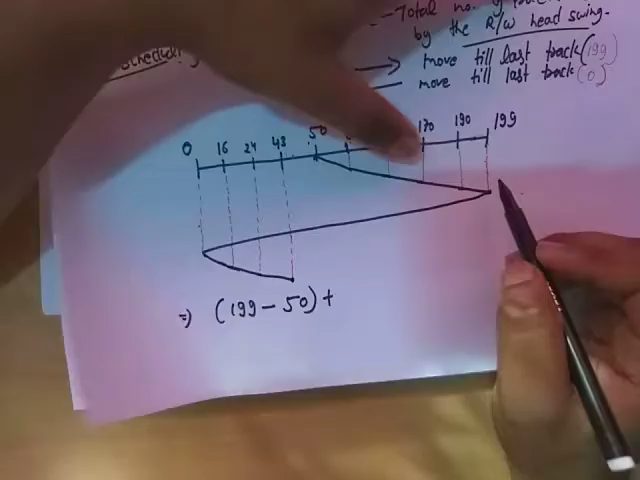 --Total no. of
by the R/W head swing.
Scheduling
→ move till last track (199)
move till last track (0)
0 16 24 43 50 170 190 199
⇒ (199-50)+